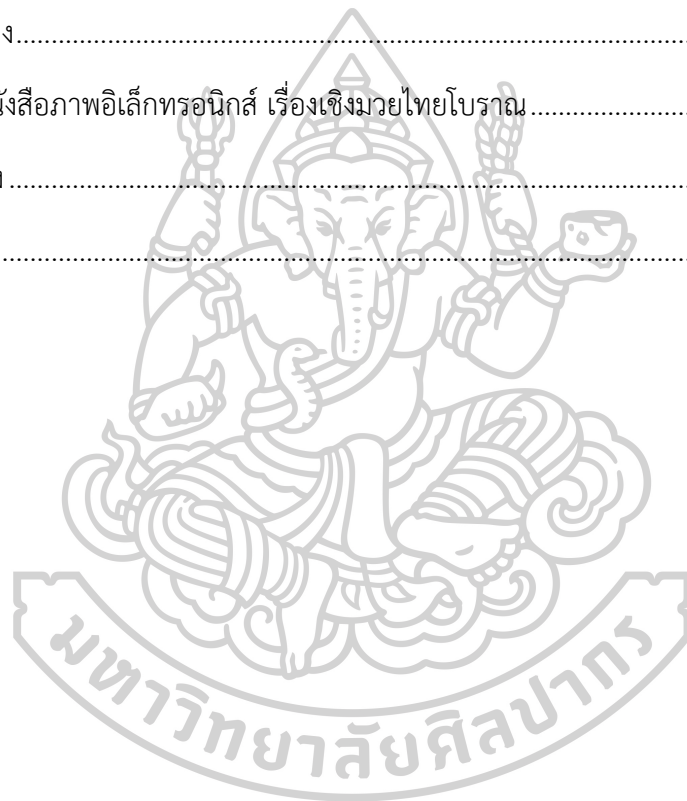 ง....................................................................................................
นังสือภาพอิเล็กทรอนิกส์ เรื่องเชิงมวยไทยโบราณ.......................
....................................................................................................
....................................................................................................
มหาวิทยาลัยศิลปากร